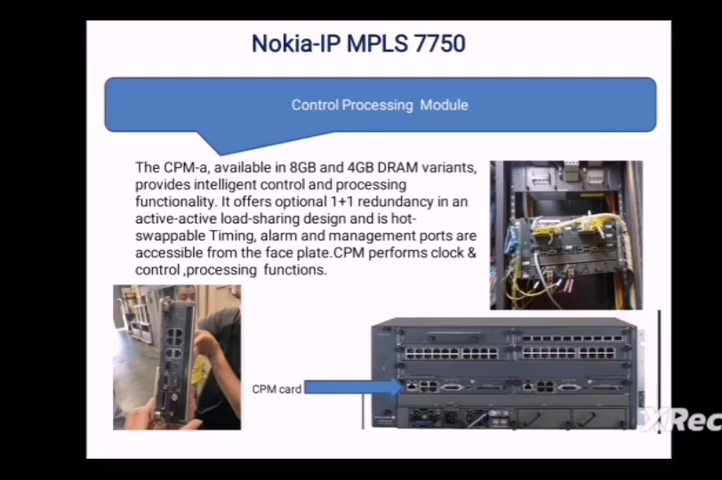 Nokia-IP MPLS 7750
Control Processing Module
The CPM-a, available in 8GB and 4GB DRAM variants,
provides intelligent control and processing
functionality. It offers optional 1+1 redundancy in an
active-active load-sharing design and is hot-
swappable Timing, alarm and management ports are
accessible from the face plate.CPM performs clock &
control ,processing functions.
CPM card
XRec